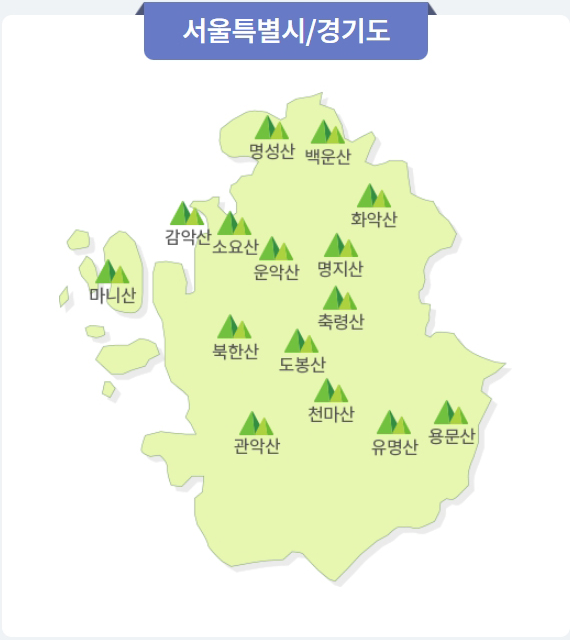 서울특별시/경기도
명성산
백운산
화악산
감악산
소요산
운악산
명지산
마니산
축령산
북한산
도봉산
천마산
관악산
유명산
용문산